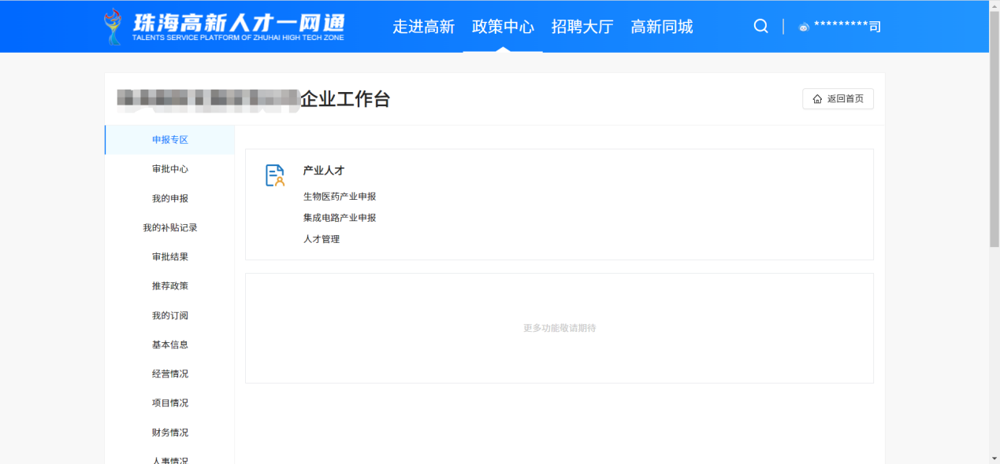 珠海高新人才一网通
TALENTS SERVICE PLATFORM OF ZHUHAI HIGH TECH ZONE
走进高新 政策中心 招聘大厅 高新同城
*********司
企业工作台
返回首页
申报专区
审批中心
我的申报
我的补贴记录
审批结果
推荐政策
我的订阅
基本信息
经营情况
项目情况
财务情况
人事情况
产业人才
生物医药产业申报
集成电路产业申报
人才管理
更多功能敬请期待